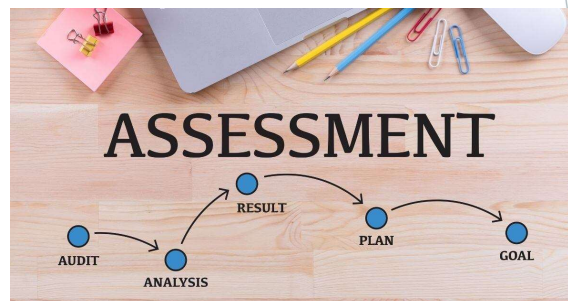 ASSESSMENT
RESULT
PLAN
AUDIT
GOAL
ANALYSIS